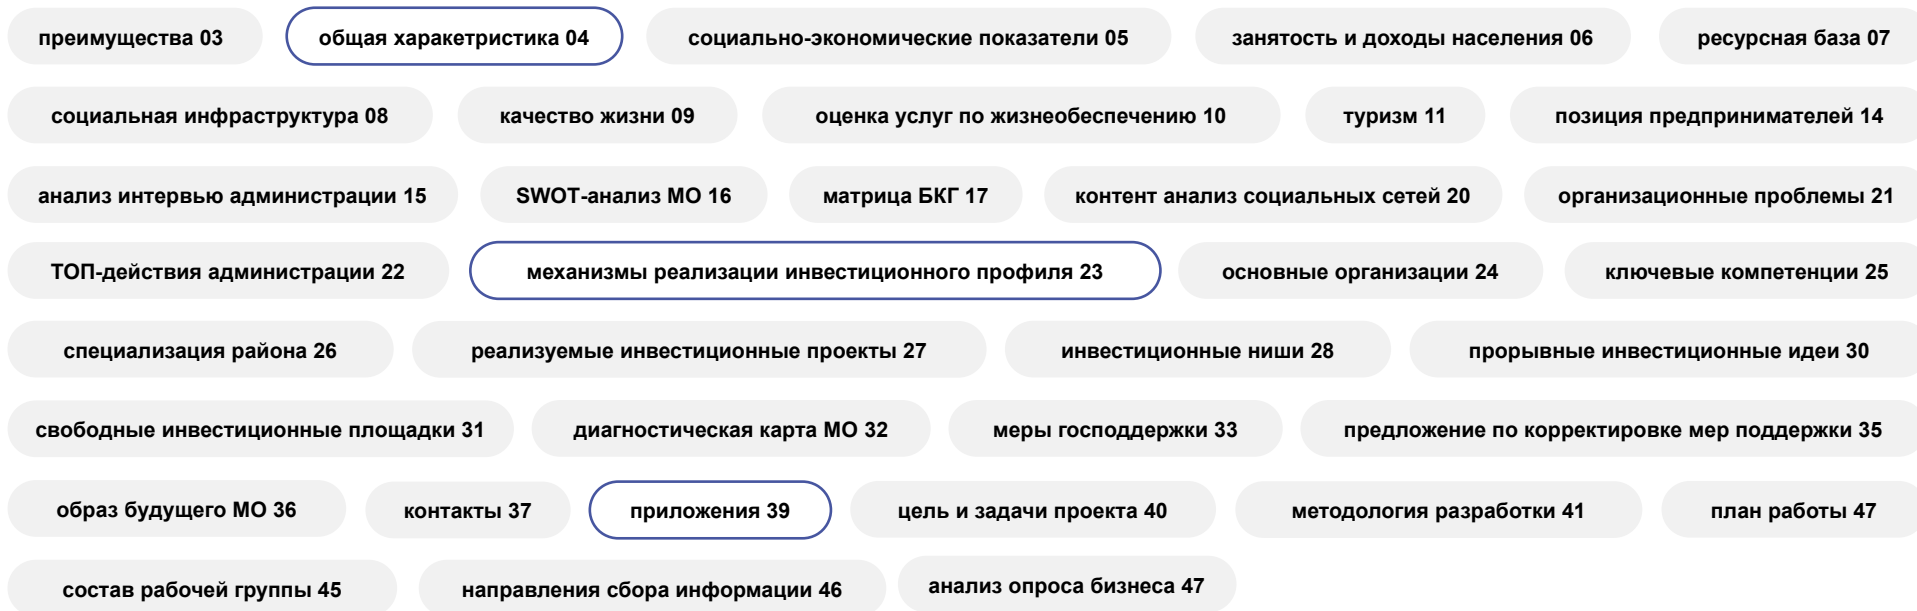 преимущества 03 общая харакетристика 04 социально-экономические показатели 05 занятость и доходы населения 06 ресурсная база 07
социальная инфраструктура 08 качество жизни 09 оценка услуг по жизнеобеспечению 10 туризм 11 позиция предпринимателей 14
анализ интервью администрации 15 SWOT-анализ МО 16 матрица БКГ 17 контент анализ социальных сетей 20 организационные проблемы 21
ТОП-действия администрации 22 механизмы реализации инвестиционного профиля 23 основные организации 24 ключевые компетенции 25
специализация района 26 реализуемые инвестиционные проекты 27 инвестиционные ниши 28 прорывные инвестиционные идеи 30
свободные инвестиционные площадки 31 диагностическая карта МО 32 меры господдержки 33 предложение по корректировке мер поддержки 35
образ будущего МО 36 контакты 37 приложения 39 цель и задачи проекта 40 методология разработки 41 план работы 47
состав рабочей группы 45 направления сбора информации 46 анализ опроса бизнеса 47